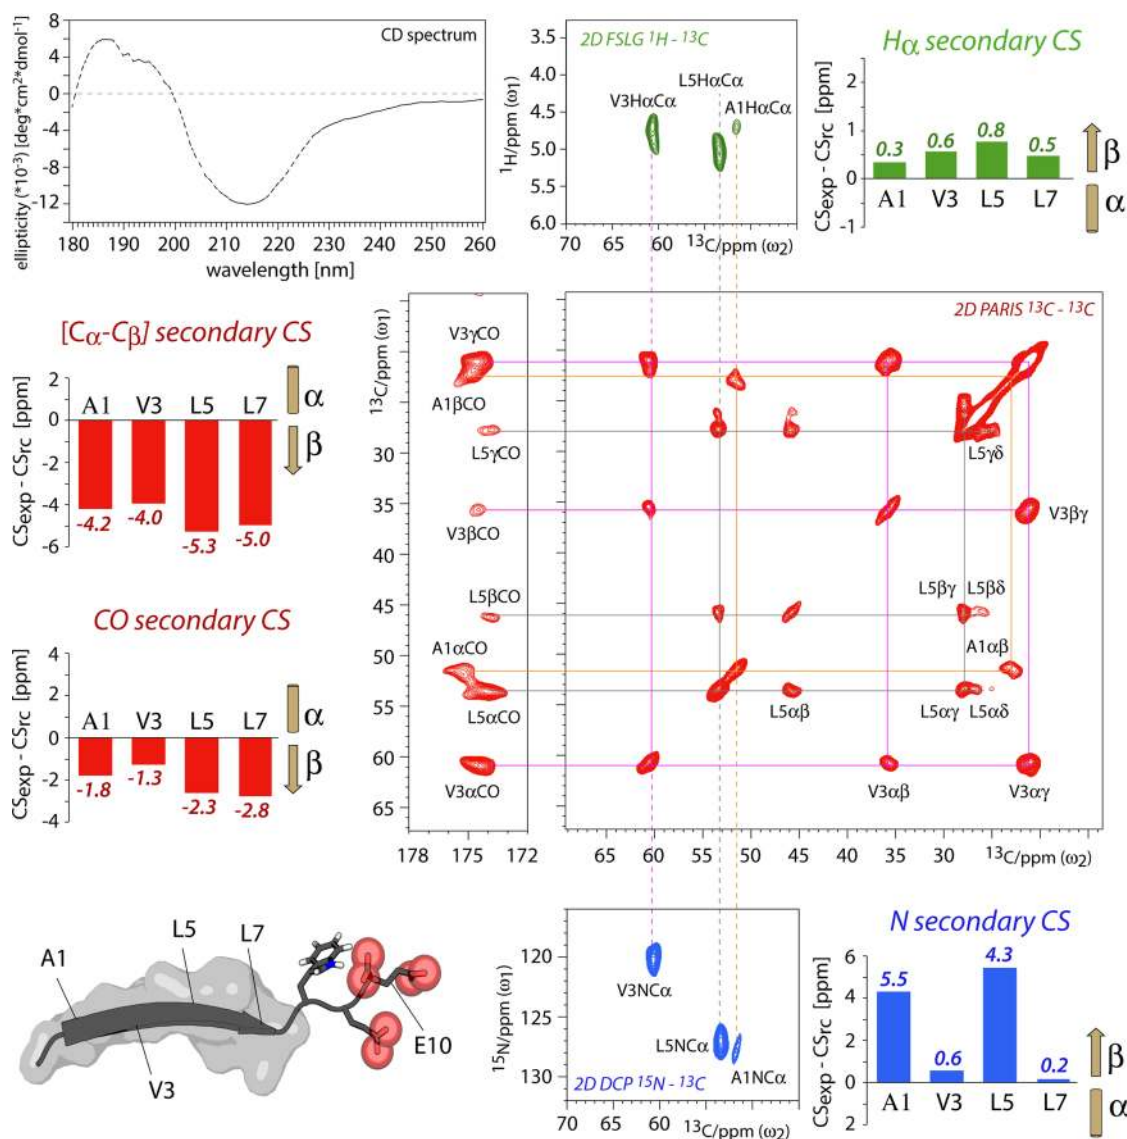 CD spectrum
ellipticity (*10⁻³) [deg*cm²*dmol⁻¹]
8
4
0
-4
-8
-12
180 190 200 210 220 230 240 250 260
wavelength [nm]
2D FSLG ¹H - ¹³C
L5HαCα
V3HαCα
A1HαCα
¹H/ppm (ω₁)
3.5
4.0
4.5
5.0
5.5
6.0
70 60 ¹³C/ppm (ω₂)
Hα secondary CS
CSexp - CSrc [ppm]
2
1
0
-1
0.3 0.6 0.8 0.5
A1 V3 L5 L7
β
α
[Cα-Cβ] secondary CS
CSexp - CSrc [ppm]
2
0
-2
-4
-6
A1 V3 L5 L7
-4.2 -4.0 -5.3 -5.0
α
β
CO secondary CS
CSexp - CSrc [ppm]
4
2
0
-2
-4
A1 V3 L5 L7
-1.8 -1.3 -2.3 -2.8
α
β
2D PARIS ¹³C - ¹³C
¹³C/ppm (ω₁)
30
35
40
45
50
55
60
65
V3γCO
A1βCO
L5γCO
V3βCO
L5βCO
A1αCO
L5αCO
V3αCO
L5γδ
V3βγ
L5βγ L5βδ
A1αβ
L5αβ L5αγ L5αδ
V3αβ V3αγ
178 176 174 172
65 60 55 50 45 40 35 30 ¹³C/ppm (ω₂)
A1
L5
L7
V3
E10
¹⁵N/ppm (ω₁)
120
125
130
132
V3NCα
L5NCα
A1NCα
2D DCP ¹⁵N - ¹³C
70 60 ¹³C/ppm (ω₂)
N secondary CS
CSexp - CSrc [ppm]
6
4
2
0
2
5.5 0.6 4.3 0.2
A1 V3 L5 L7
β
α